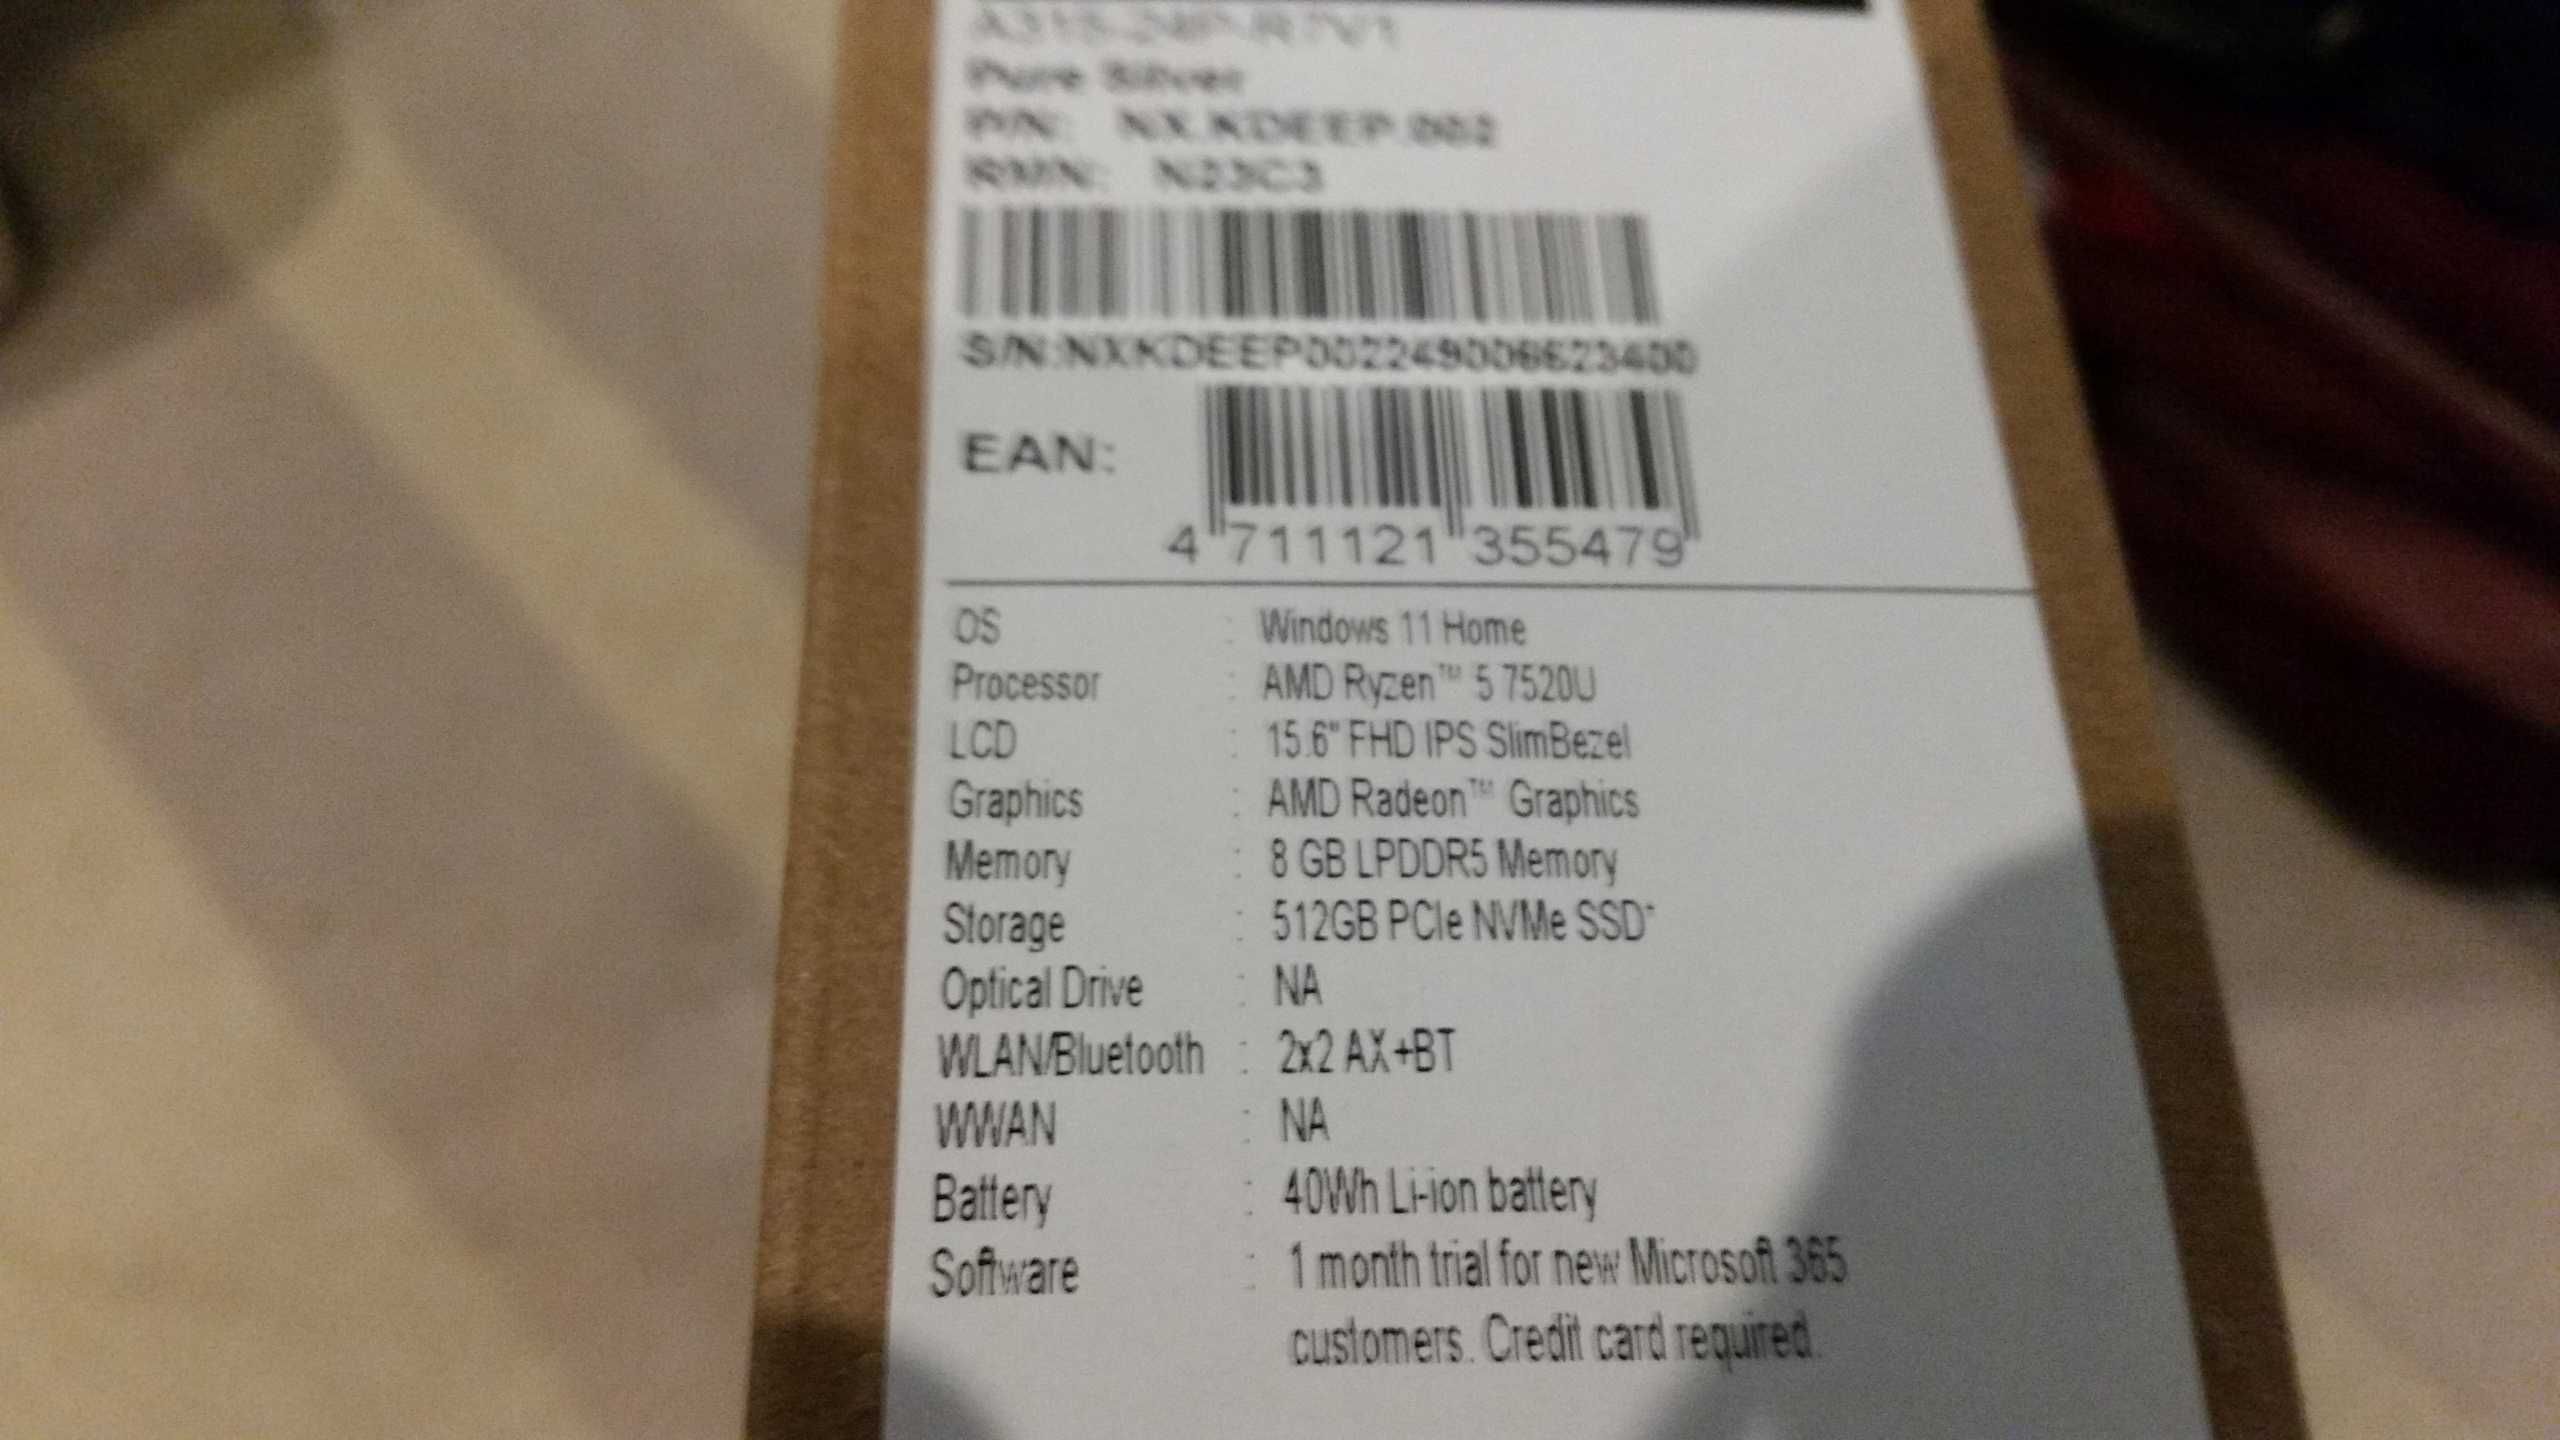 Pure Silver
P/N: NX.KDEEP.002
RMN: N23C3
S/N:NXKDEEP002249006623400
EAN:
4 711121 355479
OS : Windows 11 Home
Processor : AMD Ryzen™ 5 7520U
LCD : 15.6" FHD IPS SlimBezel
Graphics : AMD Radeon™ Graphics
Memory : 8 GB LPDDR5 Memory
Storage : 512GB PCIe NVMe SSD*
Optical Drive : NA
WLAN/Bluetooth : 2x2 AX+BT
WWAN : NA
Battery : 40Wh Li-ion battery
Software : 1 month trial for new Microsoft 365
customers. Credit card required.